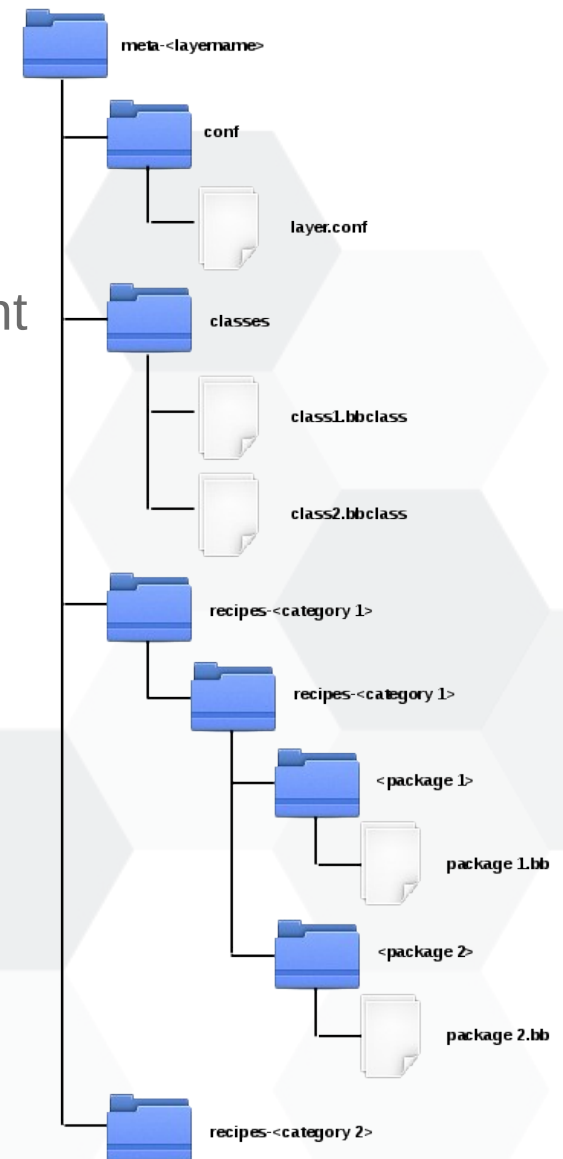 meta-<layername>
conf
layer.conf
nt
classes
class1.bbclass
class2.bbclass
recipes-<category 1>
recipes-<category 1>
<package 1>
package 1.bb
<package 2>
package 2.bb
recipes-<category 2>